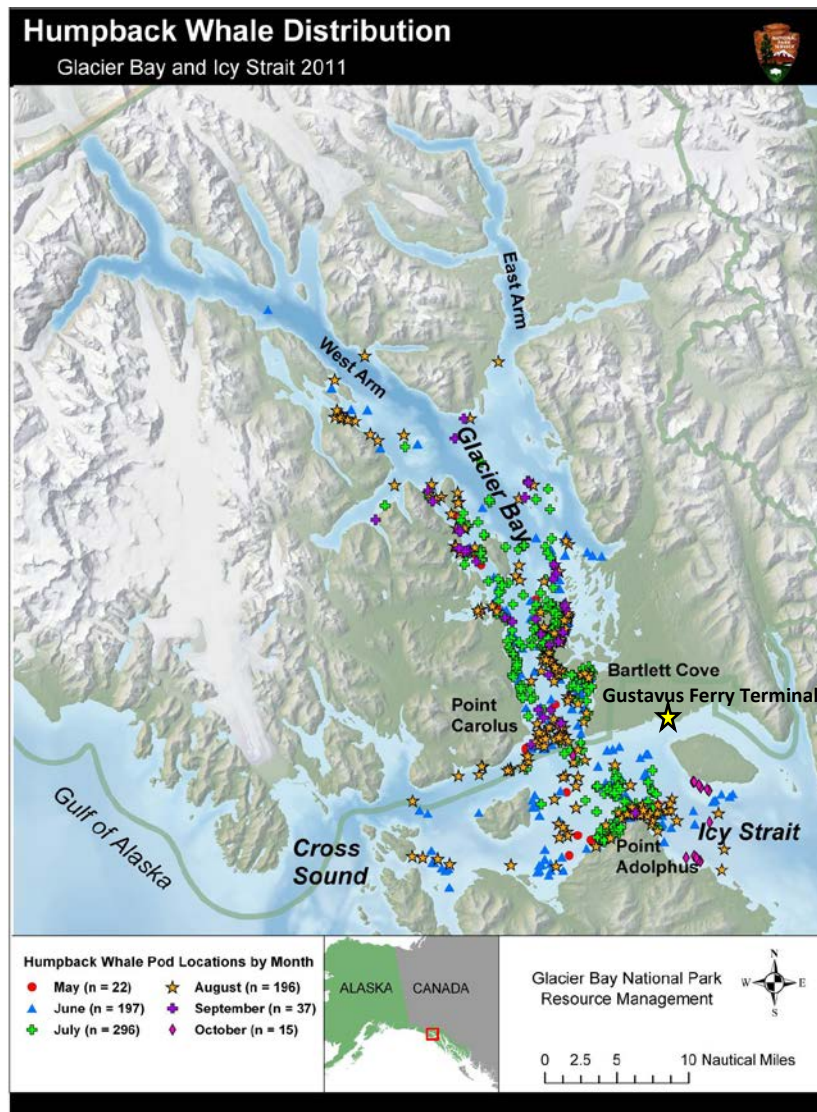 Humpback Whale Distribution
Glacier Bay and Icy Strait 2011
NATIONAL
PARK
SERVICE
East Arm
West Arm
Glacier Bay
Bartlett Cove
Gustavus Ferry Terminal
Point
Carolus
Gulf of Alaska
Cross
Sound
Icy Strait
Point
Adolphus
Humpback Whale Pod Locations by Month
May (n = 22)
August (n = 196)
June (n = 197)
September (n = 37)
July (n = 296)
October (n = 15)
ALASKA
CANADA
Glacier Bay National Park
Resource Management
N
W
E
S
0 2.5 5 10 Nautical Miles